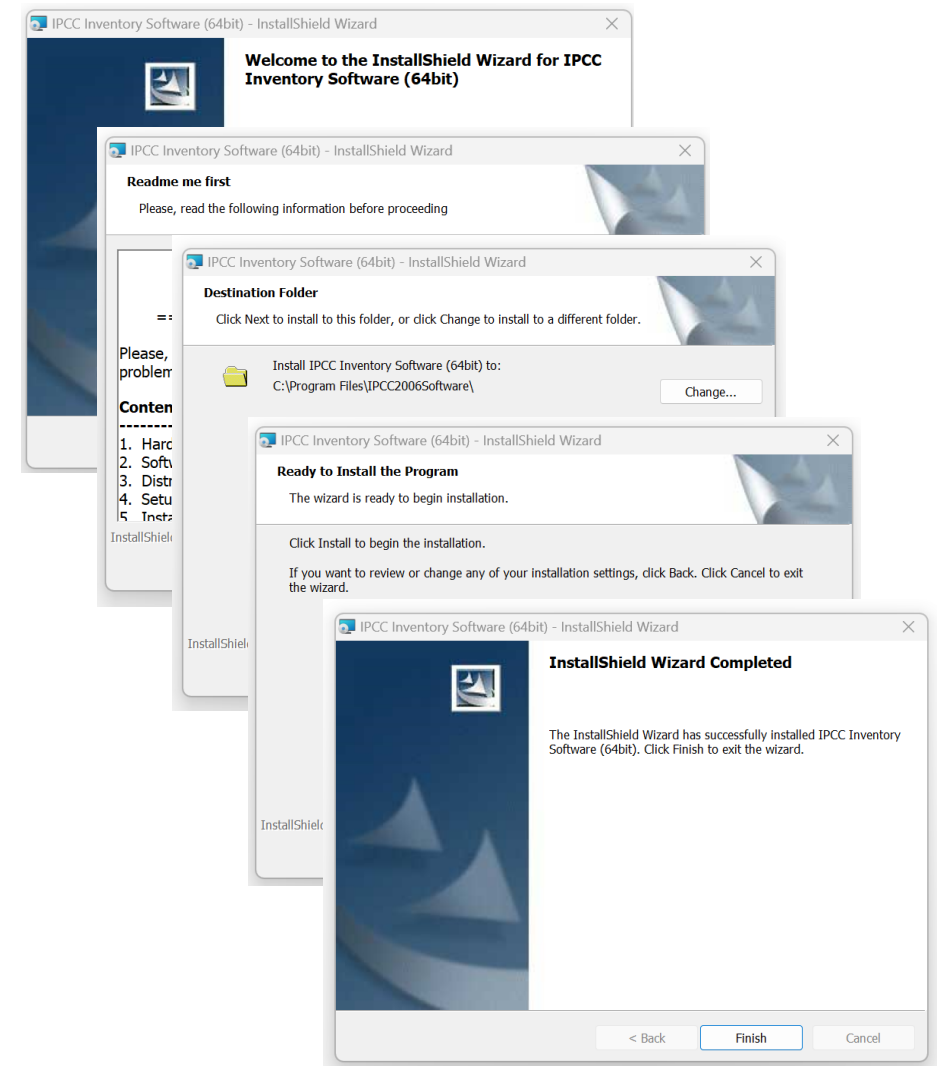 IPCC Inventory Software (64bit) - InstallShield Wizard
Welcome to the InstallShield Wizard for IPCC
Inventory Software (64bit)
IPCC Inventory Software (64bit) - InstallShield Wizard
Readme me first
Please, read the following information before proceeding
==
Please,
problem
Conten
---------
1. Hard
2. Softw
3. Distr
4. Setu
5. Insta
InstallShield
IPCC Inventory Software (64bit) - InstallShield Wizard
Destination Folder
Click Next to install to this folder, or click Change to install to a different folder.
Install IPCC Inventory Software (64bit) to:
C:\Program Files\IPCC2006Software\
Change...
InstallShield
IPCC Inventory Software (64bit) - InstallShield Wizard
Ready to Install the Program
The wizard is ready to begin installation.
Click Install to begin the installation.
If you want to review or change any of your installation settings, click Back. Click Cancel to exit
the wizard.
InstallShield
IPCC Inventory Software (64bit) - InstallShield Wizard
InstallShield Wizard Completed
The InstallShield Wizard has successfully installed IPCC Inventory
Software (64bit). Click Finish to exit the wizard.
< Back
Finish
Cancel